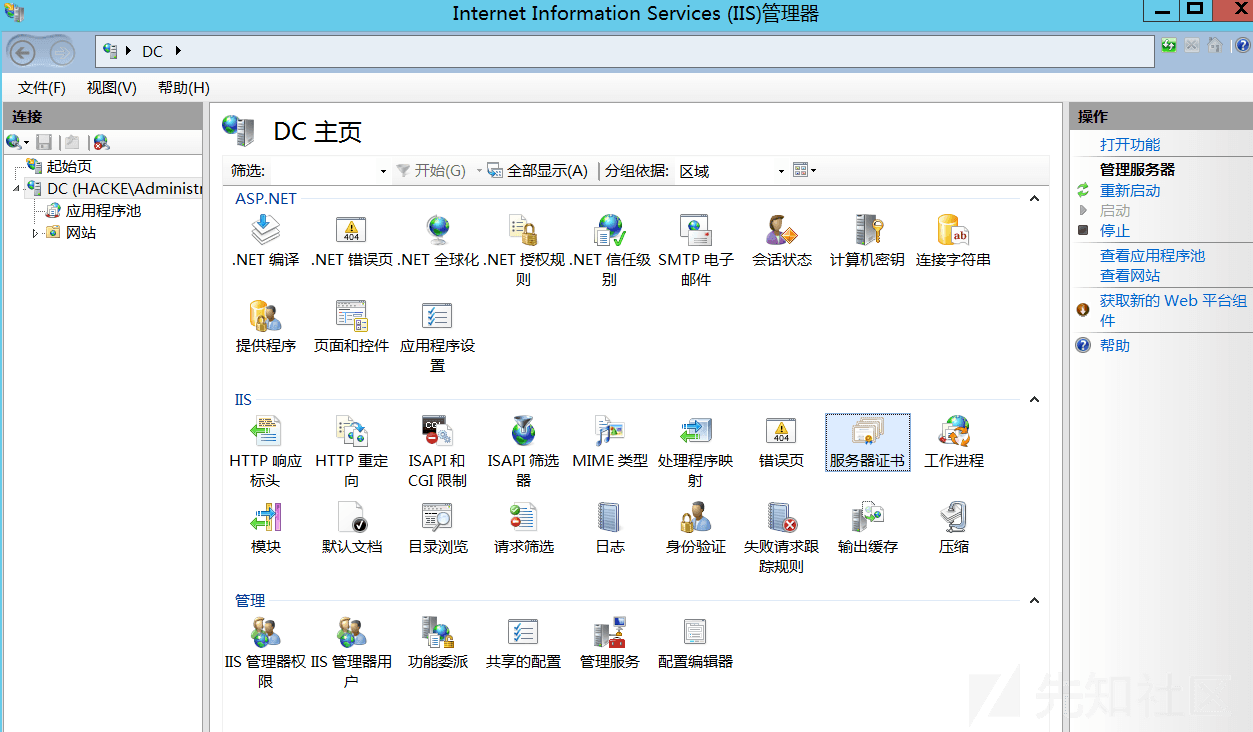 Internet Information Services (IIS)管理器
DC
文件(F) 视图(V) 帮助(H)
连接
起始页
DC (HACKE\Administr
应用程序池
网站
DC 主页
筛选: 开始(G) 全部显示(A) 分组依据: 区域
ASP.NET
.NET 编译 .NET 错误页 .NET 全球化 .NET 授权规 .NET 信任级 SMTP 电子 会话状态 计算机密钥 连接字符串
则 别 邮件
提供程序 页面和控件 应用程序设
置
IIS
HTTP 响应 HTTP 重定 ISAPI 和 ISAPI 筛选 MIME 类型 处理程序映 错误页 服务器证书 工作进程
标头 向 CGI 限制 器 射
模块 默认文档 目录浏览 请求筛选 日志 身份验证 失败请求跟 输出缓存 压缩
踪规则
管理
IIS 管理器权 IIS 管理器用 功能委派 共享的配置 管理服务 配置编辑器
限 户
操作
打开功能
管理服务器
重新启动
启动
停止
查看应用程序池
查看网站
获取新的 Web 平台组
件
帮助
先知社区